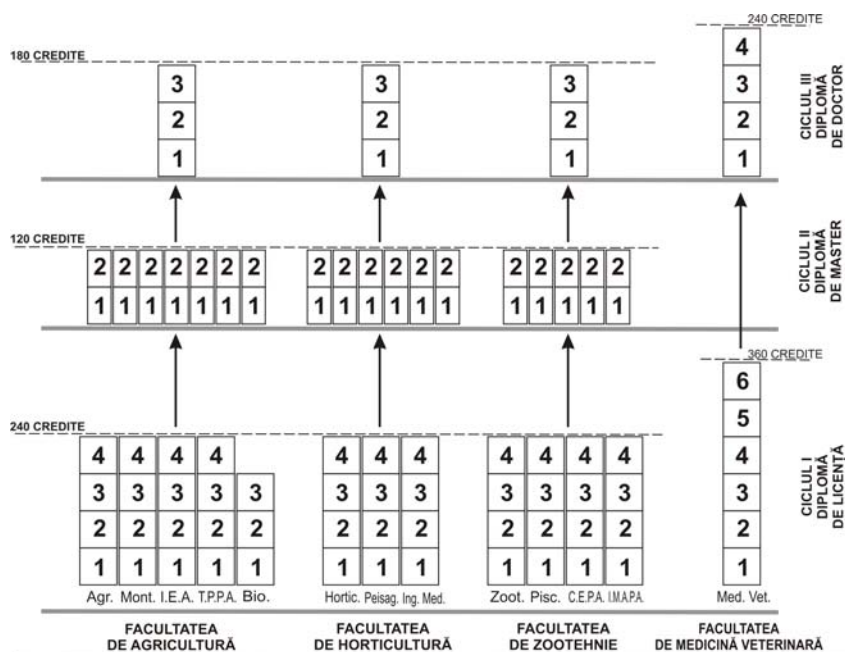 240 CREDITE
180 CREDITE
4
3 3 3 3
2 2 2 2
1 1 1 1
CICLUL III
DIPLOMĂ
DE DOCTOR
120 CREDITE
2 2 2 2 2 2 2 2 2 2 2 2 2 2 2 2 2 2
1 1 1 1 1 1 1 1 1 1 1 1 1 1 1 1 1 1
CICLUL II
DIPLOMĂ
DE MASTER
360 CREDITE
6
5
240 CREDITE
4 4 4 4 4 4 4 4 4 4 4 4
3 3 3 3 3 3 3 3 3 3 3 3 3
2 2 2 2 2 2 2 2 2 2 2 2 2
1 1 1 1 1 1 1 1 1 1 1 1 1
CICLUL I
DIPLOMĂ
DE LICENȚĂ
Agr. Mont. I.E.A. T.P.P.A. Bio. Hortic. Peisag. Ing. Med. Zoot. Pisc. C.E.P.A. I.M.A.P.A. Med. Vet.
FACULTATEA
DE AGRICULTURĂ
FACULTATEA
DE HORTICULTURĂ
FACULTATEA
DE ZOOTEHNIE
FACULTATEA
DE MEDICINĂ VETERINARĂ